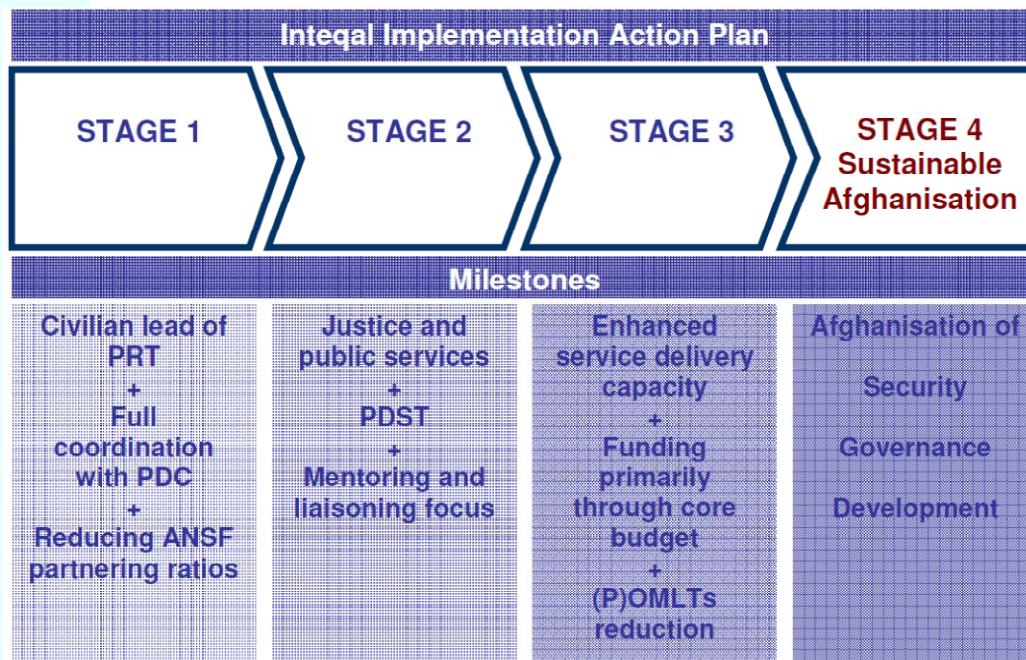 Inteqal Implementation Action Plan
STAGE 1
STAGE 2
STAGE 3
STAGE 4
Sustainable
Afghanisation
Milestones
Civilian lead of
PRT
+
Full
coordination
with PDC
+
Reducing ANSF
partnering ratios
Justice and
public services
+
PDST
+
Mentoring and
liaisoning focus
Enhanced
service delivery
capacity
+
Funding
primarily
through core
budget
+
(P)OMLTs
reduction
Afghanisation of
Security
Governance
Development